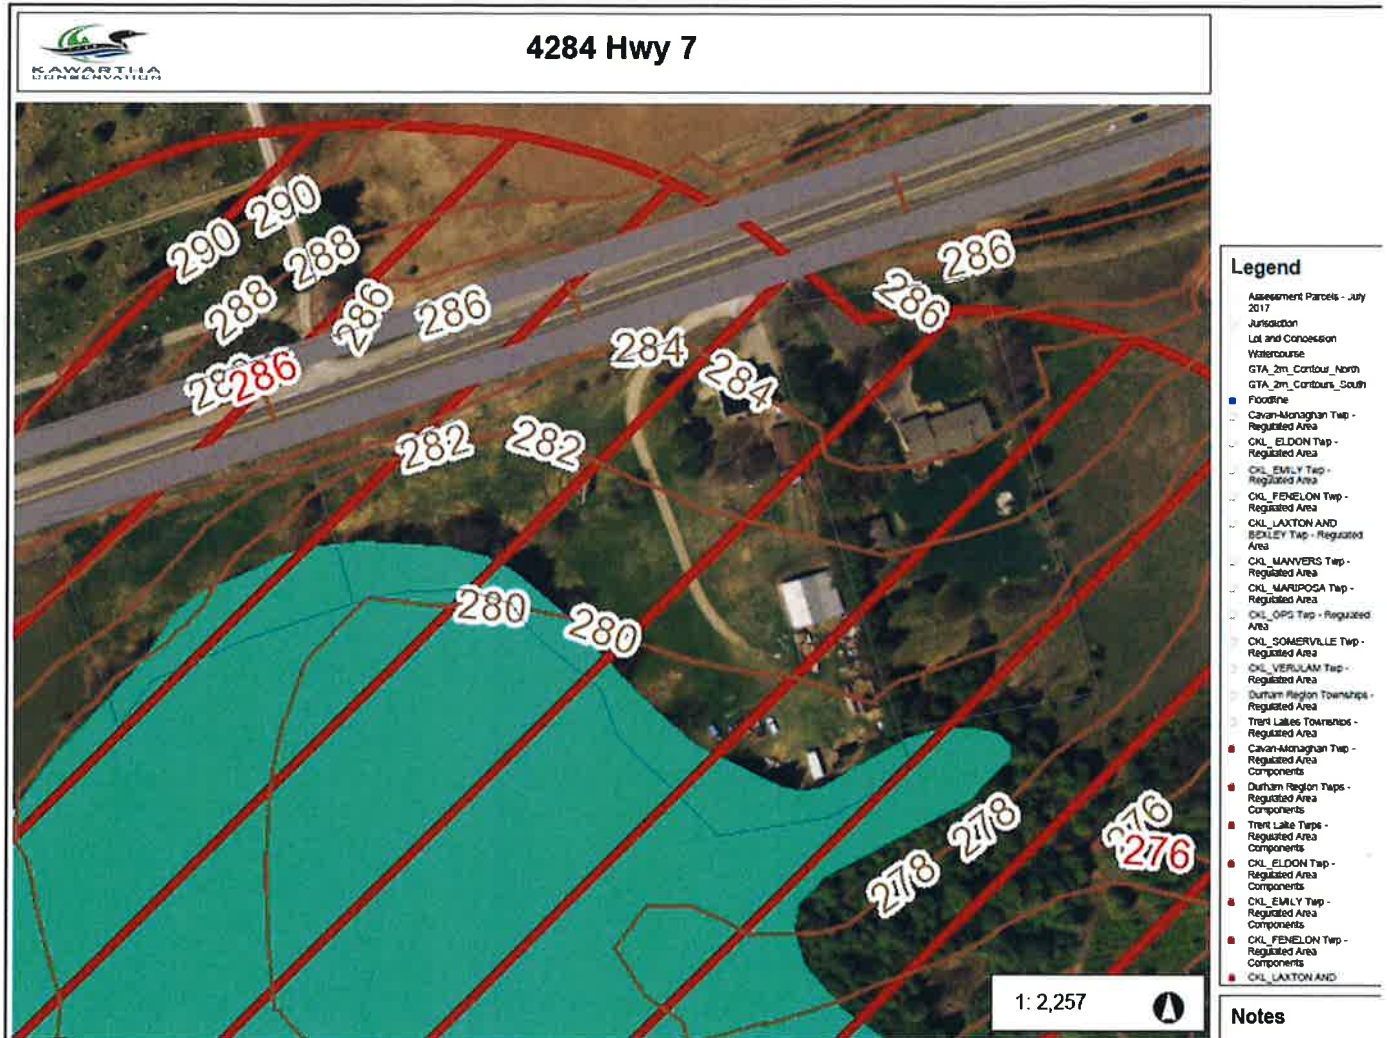 KAWARTHA
CONSERVATION
4284 Hwy 7
290
290
288
288
286
286
286
286
286
284
284
282
282
280
280
278
278
276
276
1: 2,257
Legend
Assessment Parcels - July
2017
Jurisdiction
Lot and Concession
Watercourse
GTA_2m_Contour_North
GTA_2m_Contours_South
Floodline
Cavan-Monaghan Twp -
Regulated Area
CKL_ ELDON Twp -
Regulated Area
CKL_EMILY Twp -
Regulated Area
CKL_FENELON Twp -
Regulated Area
CKL_LAXTON AND
BEXLEY Twp - Regulated
Area
CKL_MANVERS Twp -
Regulated Area
CKL_MARIPOSA Twp -
Regulated Area
CKL_OPS Twp - Regulated
Area
CKL_SOMERVILLE Twp -
Regulated Area
CKL_VERULAM Twp -
Regulated Area
Durham Region Townships -
Regulated Area
Trent Lakes Townships -
Regulated Area
Cavan-Monaghan Twp -
Regulated Area
Components
Durham Region Twps -
Regulated Area
Components
Trent Lake Twps -
Regulated Area
Components
CKL_ELDON Twp -
Regulated Area
Components
CKL_EMILY Twp -
Regulated Area
Components
CKL_FENELON Twp -
Regulated Area
Components
CKL_LAXTON AND
Notes